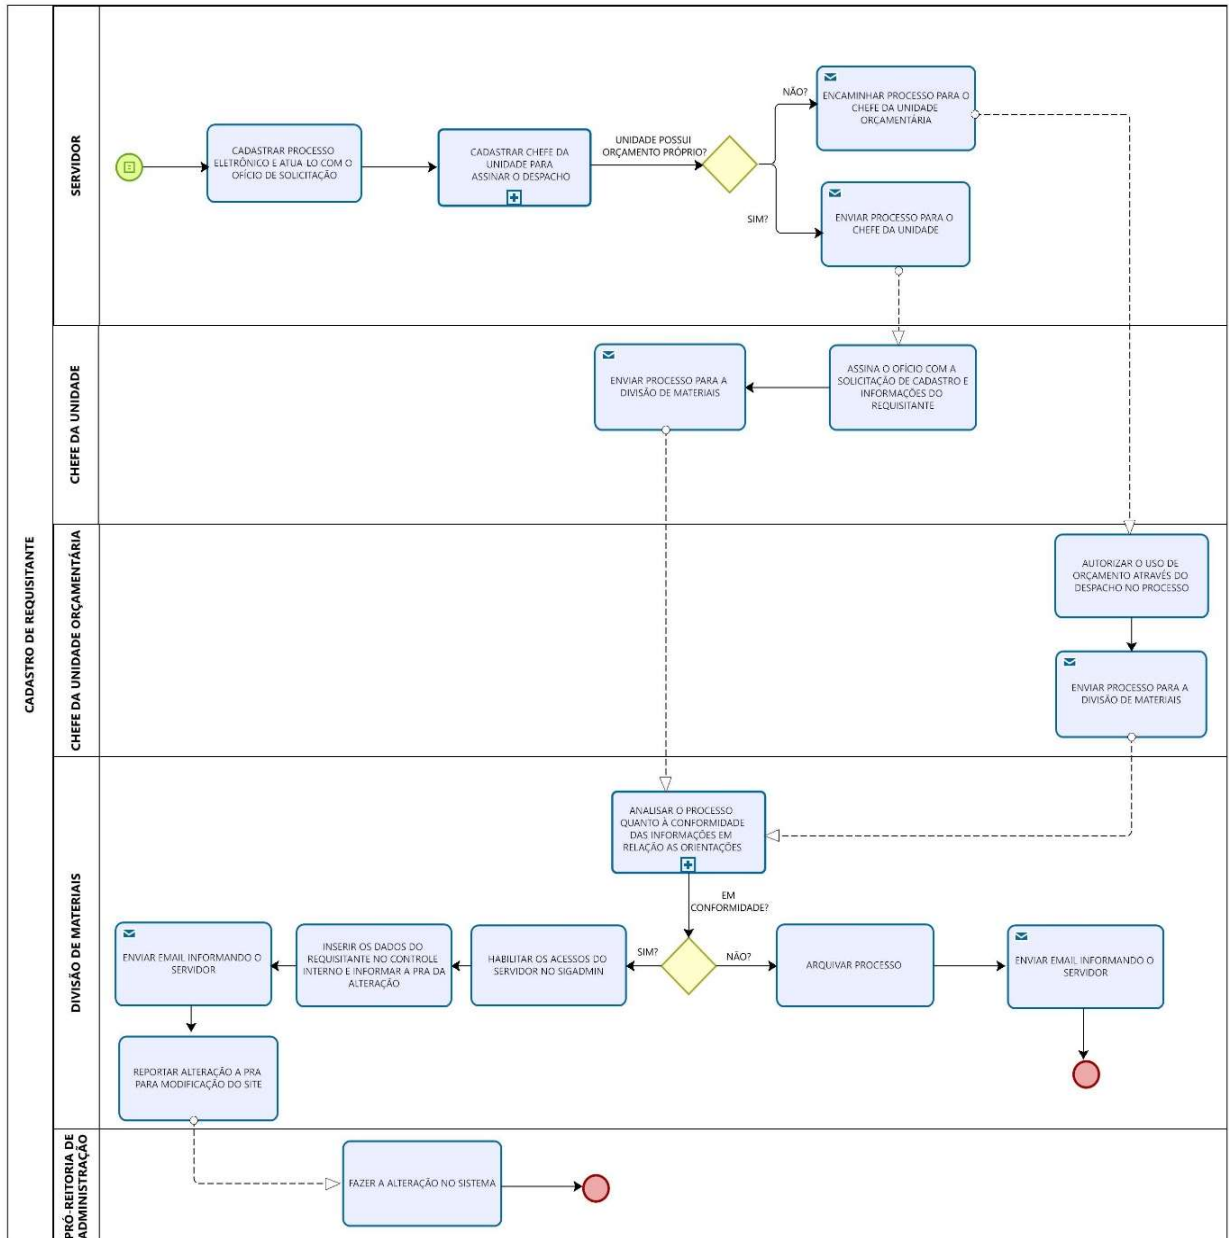 CADASTRO DE REQUISITANTE
SERVIDOR
CADASTRAR PROCESSO
ELETRÔNICO E ATUA-LO COM O
OFÍCIO DE SOLICITAÇÃO
CADASTRAR CHEFE DA
UNIDADE PARA
ASSINAR O DESPACHO
UNIDADE POSSUI
ORÇAMENTO PRÓPRIO?
NÃO?
ENCAMINHAR PROCESSO PARA O
CHEFE DA UNIDADE
ORÇAMENTÁRIA
SIM?
ENVIAR PROCESSO PARA O
CHEFE DA UNIDADE
CHEFE DA UNIDADE
ENVIAR PROCESSO PARA A
DIVISÃO DE MATERIAIS
ASSINA O OFÍCIO COM A
SOLICITAÇÃO DE CADASTRO E
INFORMAÇÕES DO
REQUISITANTE
CHEFE DA UNIDADE ORÇAMENTÁRIA
AUTORIZAR O USO DE
ORÇAMENTO ATRAVÉS DO
DESPACHO NO PROCESSO
ENVIAR PROCESSO PARA A
DIVISÃO DE MATERIAIS
DIVISÃO DE MATERIAIS
ANALISAR O PROCESSO
QUANTO À CONFORMIDADE
DAS INFORMAÇÕES EM
RELAÇÃO AS ORIENTAÇÕES
EM
CONFORMIDADE?
ENVIAR EMAIL INFORMANDO O
SERVIDOR
INSERIR OS DADOS DO
REQUISITANTE NO CONTROLE
INTERNO E INFORMAR A PRA DA
ALTERAÇÃO
HABILITAR OS ACESSOS DO
SERVIDOR NO SIGADMIN
SIM?
NÃO?
ARQUIVAR PROCESSO
ENVIAR EMAIL INFORMANDO O
SERVIDOR
REPORTAR ALTERAÇÃO A PRA
PARA MODIFICAÇÃO DO SITE
PRÓ-REITORIA DE
ADMINISTRAÇÃO
FAZER A ALTERAÇÃO NO SISTEMA